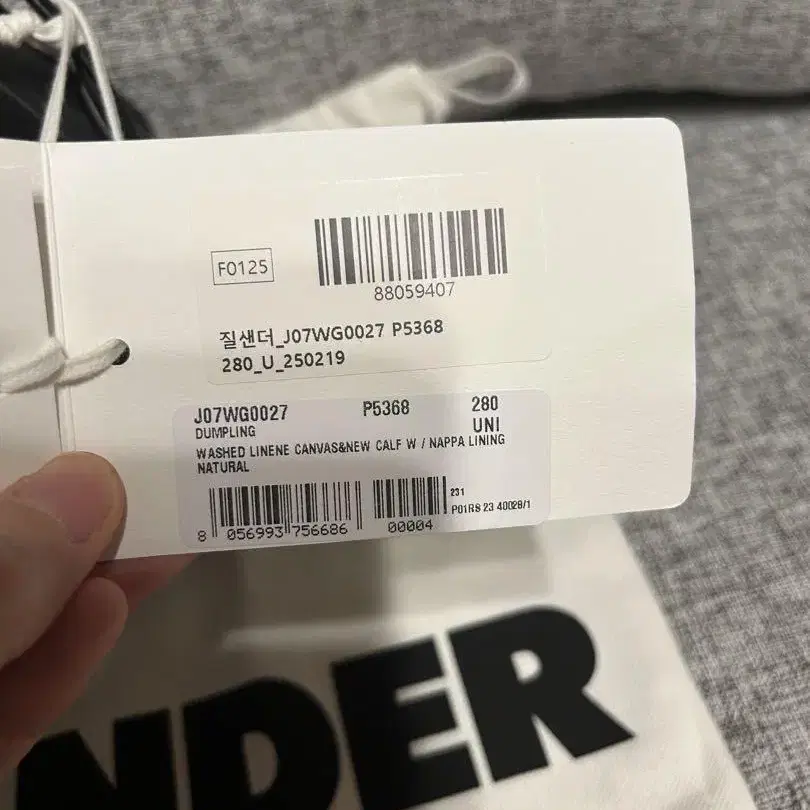 F0125
88059407
질샌더_J07WG0027 P5368
280_U_250219
J07WG0027 P5368 280
DUMPLING UNI
WASHED LINENE CANVAS&NEW CALF W / NAPPA LINING
NATURAL
231
P01RS 23 40028/1
8 056993 756686 00004
NDER